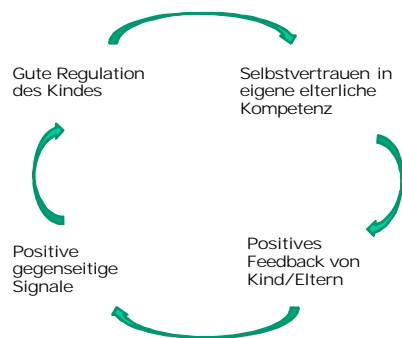 Gute Regulation
des Kindes
Selbstvertrauen in
eigene elterliche
Kompetenz
Positives
Feedback von
Kind/Eltern
Positive
gegenseitige
Signale